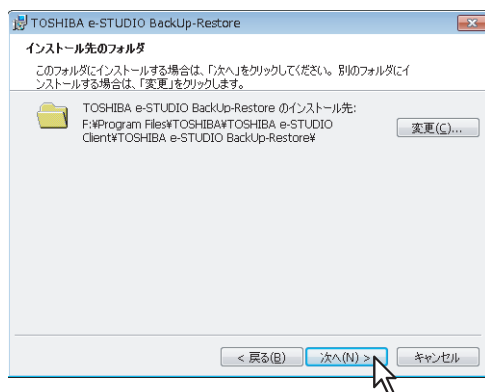 TOSHIBA e-STUDIO BackUp-Restore
インストール先のフォルダ
このフォルダにインストールする場合は、「次へ」をクリックしてください。別のフォルダにイ
ンストールする場合は、「変更」をクリックします。
TOSHIBA e-STUDIO BackUp-Restore のインストール先:
F:¥Program Files¥TOSHIBA¥TOSHIBA e-STUDIO
Client¥TOSHIBA e-STUDIO BackUp-Restore¥
変更(C)...
< 戻る(B) 次へ(N) > キャンセル